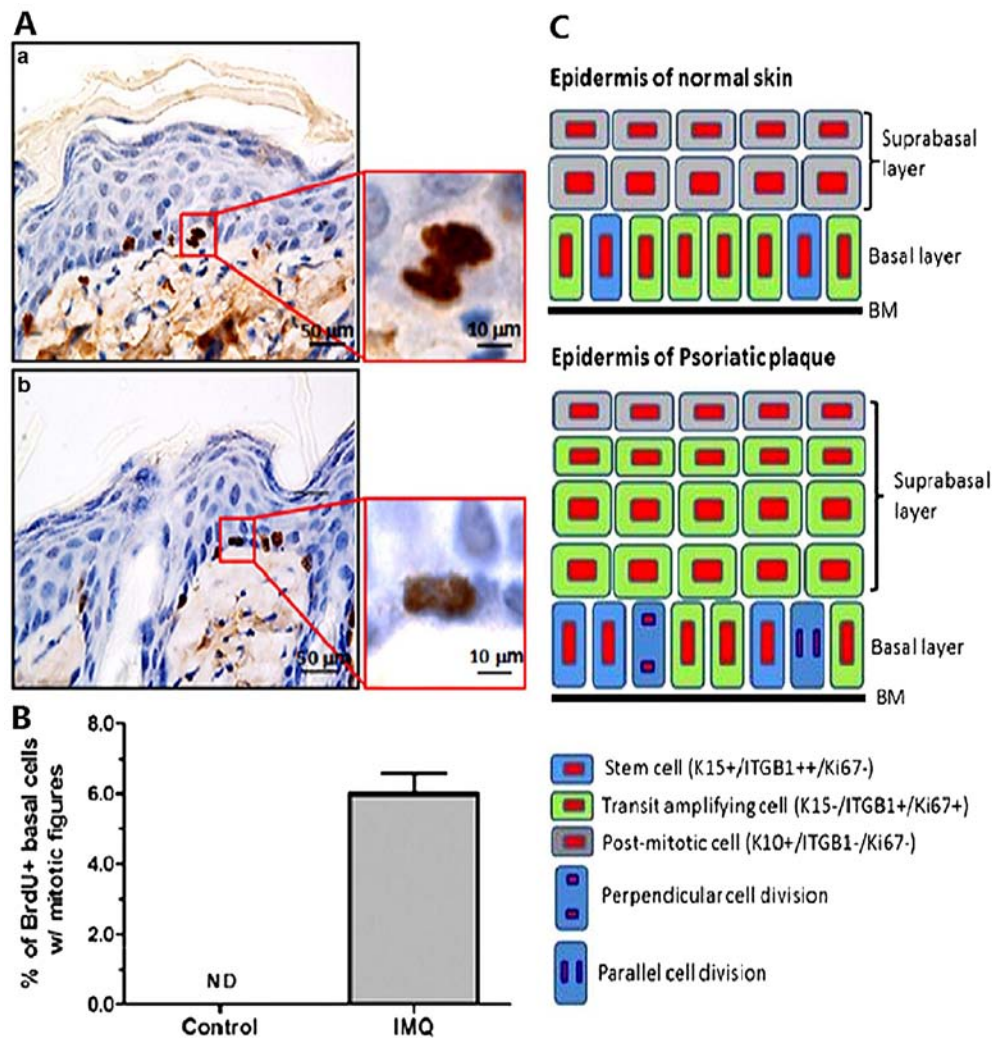 A
a
50 µm
10 µm
b
50 µm
10 µm
B
% of BrdU+ basal cells
w/ mitotic figures
8.0
6.0
4.0
2.0
0.0
ND
Control
IMQ
C
Epidermis of normal skin
Suprabasal
layer
Basal layer
BM
Epidermis of Psoriatic plaque
Suprabasal
layer
Basal layer
BM
Stem cell (K15+/ITGB1++/Ki67-)
Transit amplifying cell (K15-/ITGB1+/Ki67+)
Post-mitotic cell (K10+/ITGB1-/Ki67-)
Perpendicular cell division
Parallel cell division